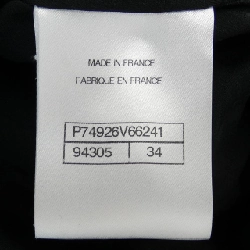 MADE IN FRANCE
FABRIQUE EN FRANCE
P74926V66241
94305 34